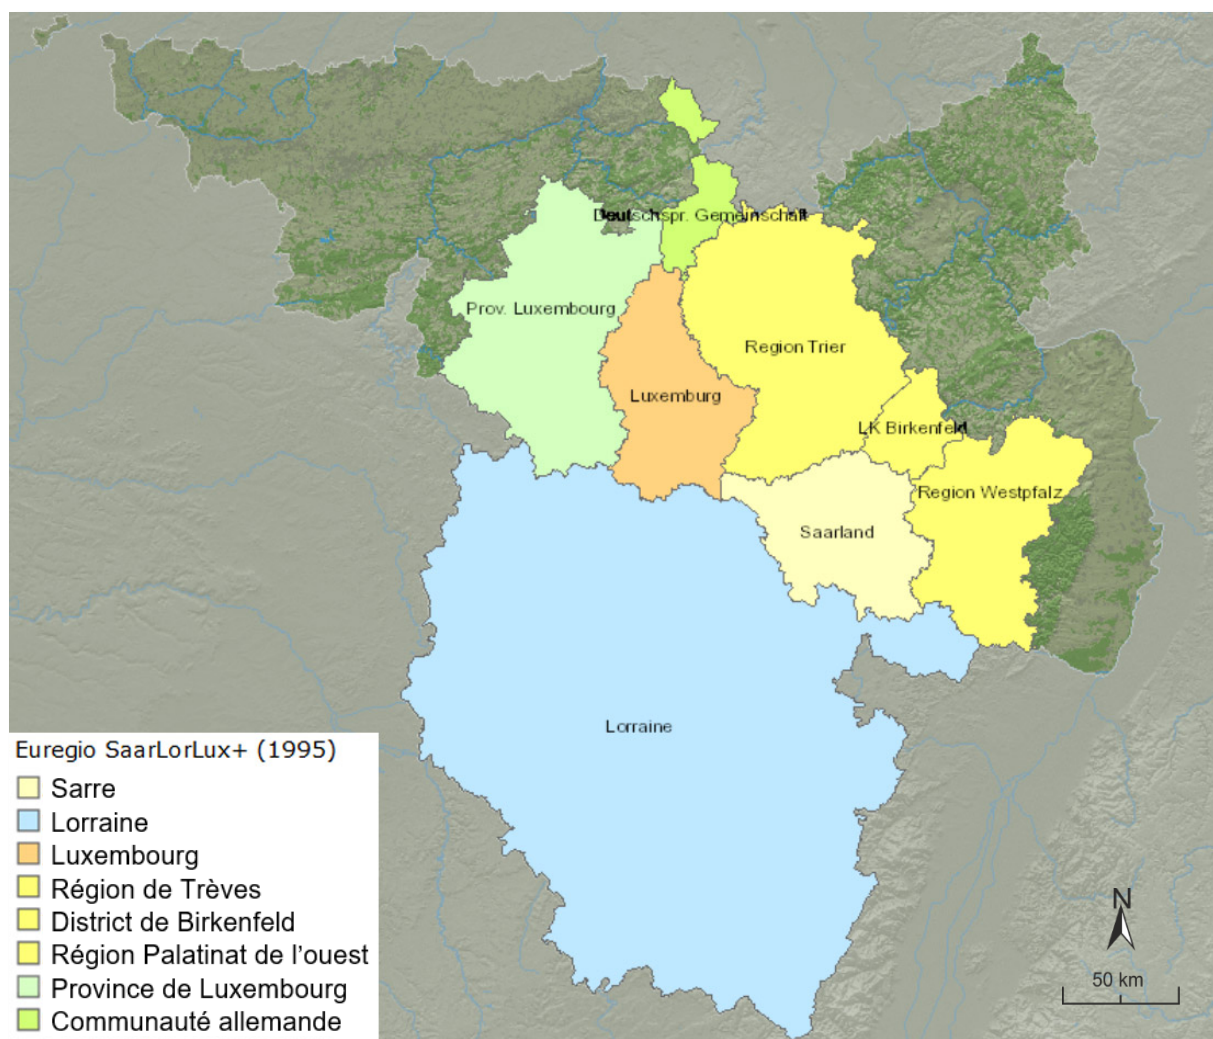 Deutschspr. Gemeinschaft
Prov. Luxembourg
Region Trier
Luxemburg
LK Birkenfeld
Region Westpfalz
Saarland
Lorraine
Euregio SaarLorLux+ (1995)
Sarre
Lorraine
Luxembourg
Région de Trèves
District de Birkenfeld
Région Palatinat de l'ouest
Province de Luxembourg
Communauté allemande
N
50 km